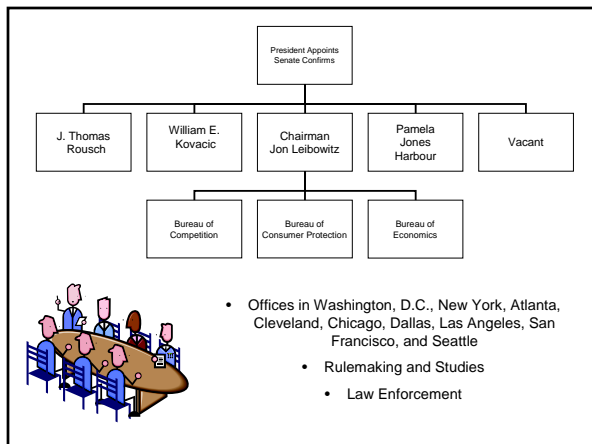 President Appoints
Senate Confirms
J. Thomas
Rousch
William E.
Kovacic
Chairman
Jon Leibowitz
Pamela
Jones
Harbour
Vacant
Bureau of
Competition
Bureau of
Consumer Protection
Bureau of
Economics
• Offices in Washington, D.C., New York, Atlanta,
Cleveland, Chicago, Dallas, Las Angeles, San
Francisco, and Seattle
• Rulemaking and Studies
• Law Enforcement